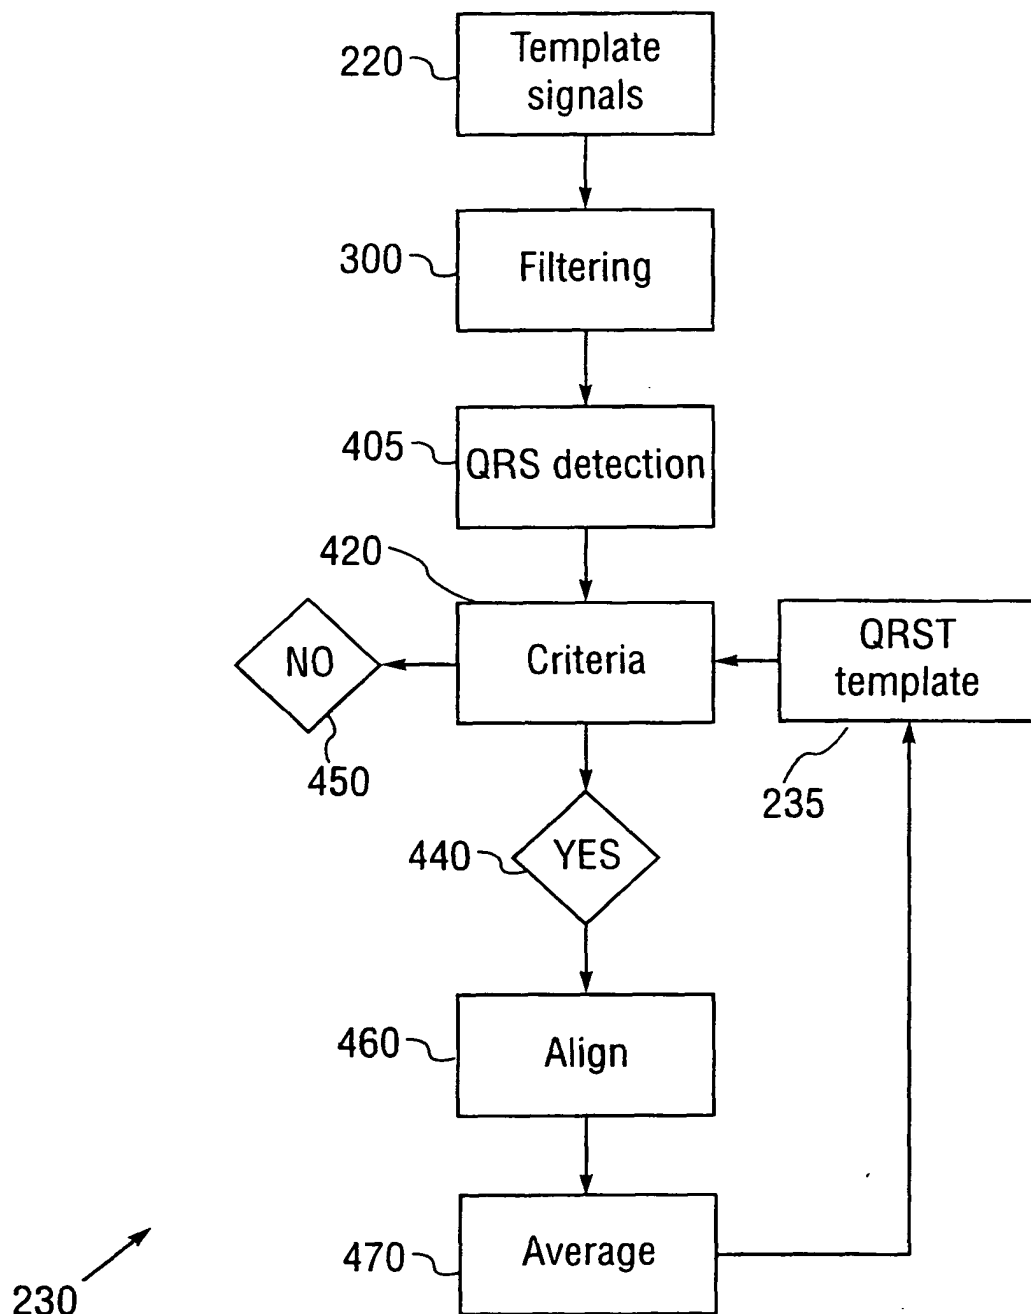 220
Template
signals
300
Filtering
405
QRS detection
420
NO
Criteria
QRST
template
450
235
440
YES
460
Align
470
Average
230